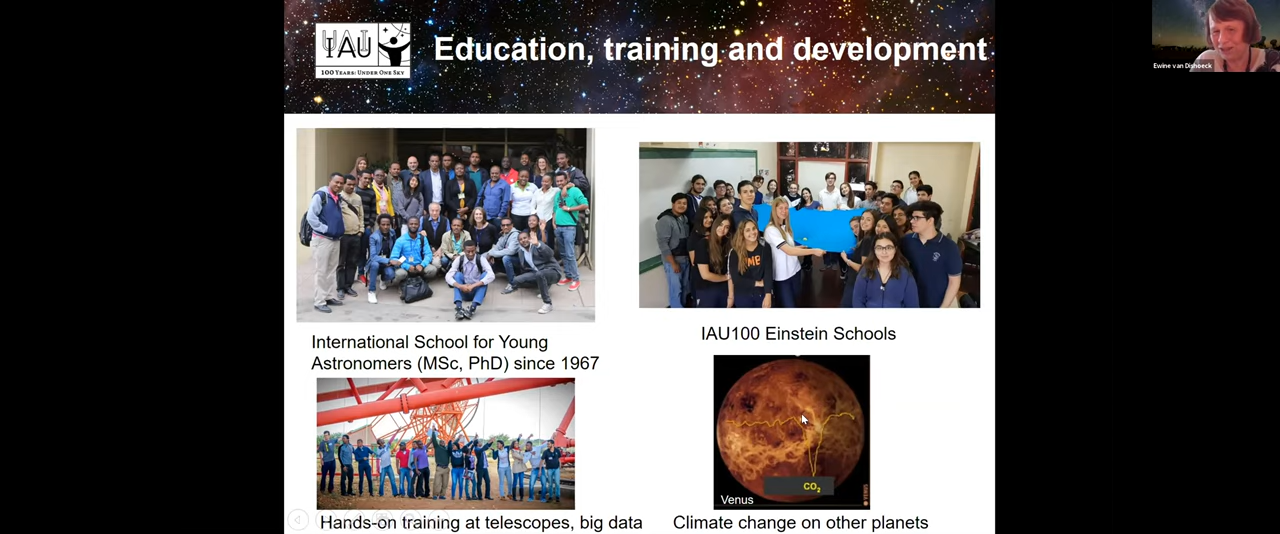 IAU
100 YEARS: UNDER ONE SKY
Education, training and development
Ewine van Dishoeck
International School for Young
Astronomers (MSc, PhD) since 1967
IAU100 Einstein Schools
CO2
Venus
VENUS
Hands-on training at telescopes, big data
Climate change on other planets